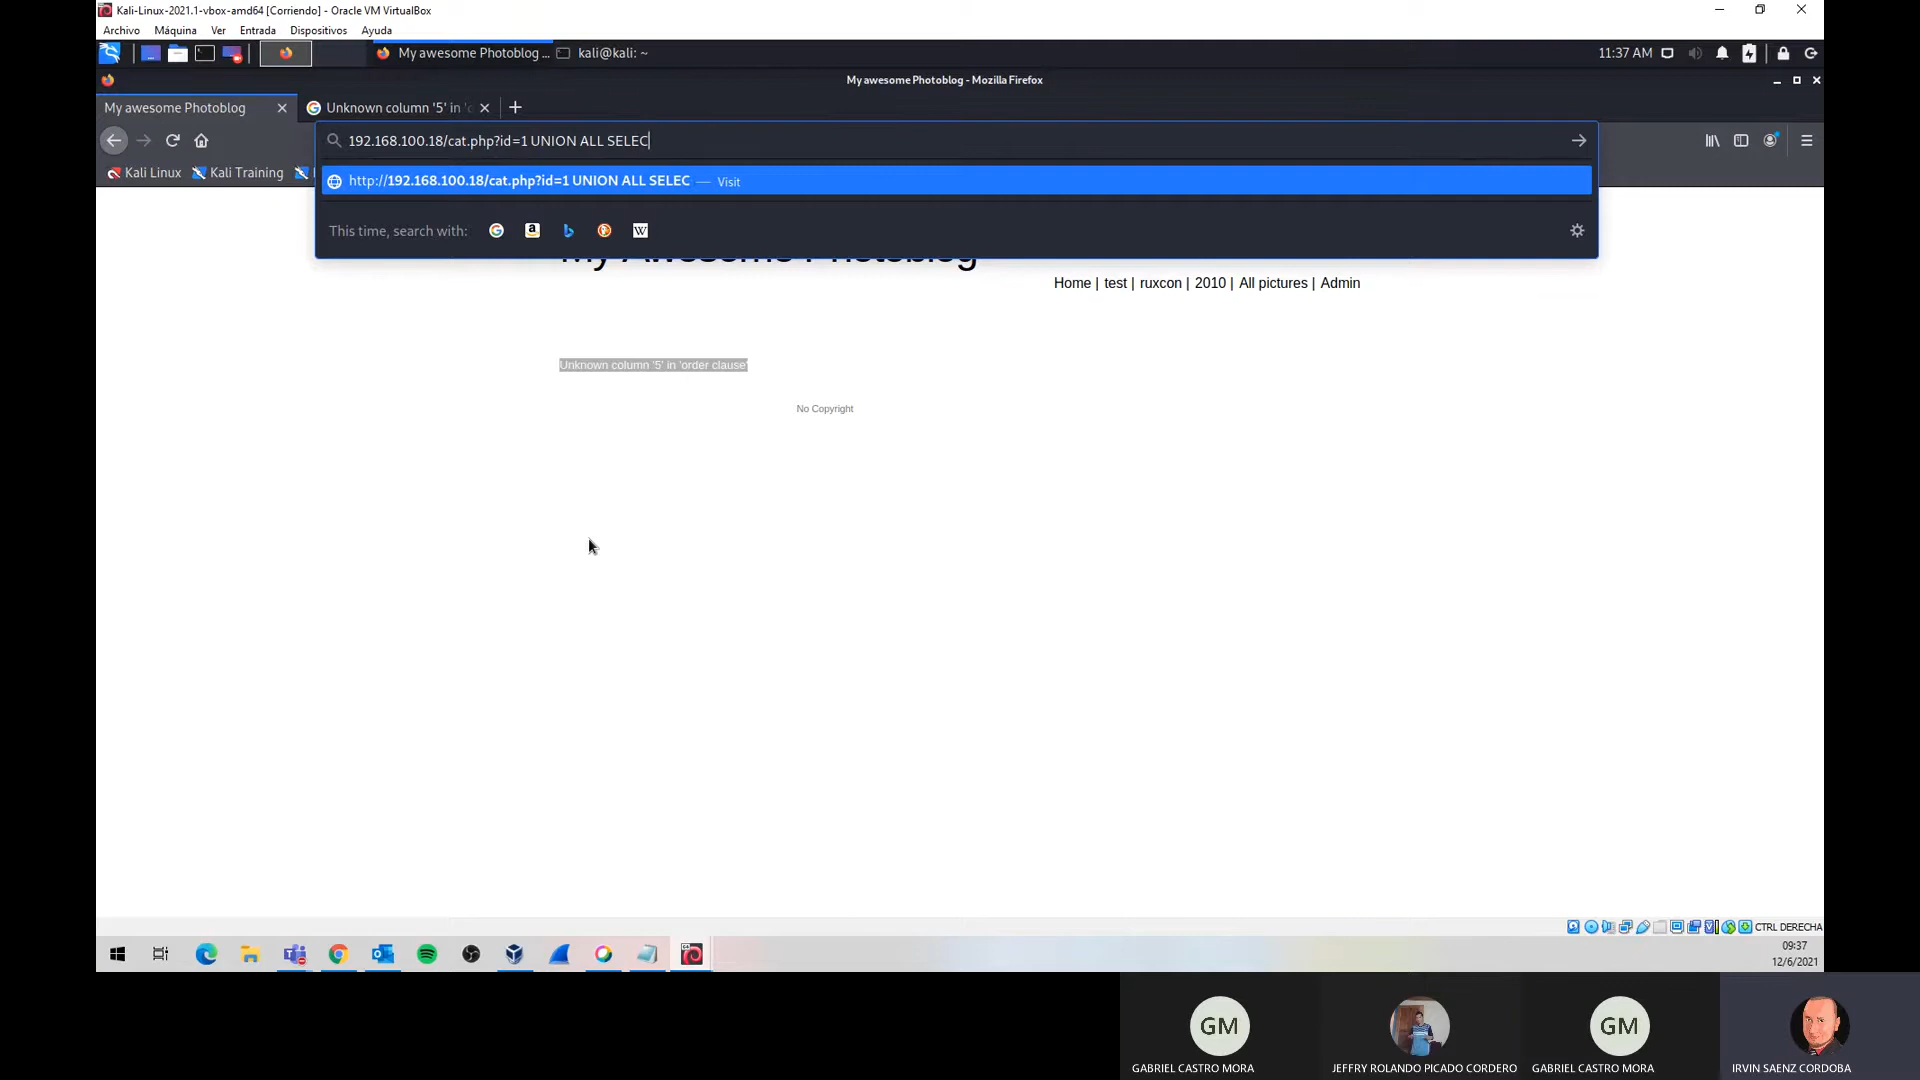 Kali-Linux-2021.1-vbox-amd64 [Corriendo] - Oracle VM VirtualBox
Archivo Máquina Ver Entrada Dispositivos Ayuda
My awesome Photoblog ... kali@kali: ~ 11:37 AM
My awesome Photoblog - Mozilla Firefox
My awesome Photoblog Unknown column '5' in 'o
192.168.100.18/cat.php?id=1 UNION ALL SELEC
Kali Linux Kali Training
http://192.168.100.18/cat.php?id=1 UNION ALL SELEC — Visit
This time, search with:
My Awesome Photoblog
Home | test | ruxcon | 2010 | All pictures | Admin
Unknown column '5' in 'order clause'
No Copyright
CTRL DERECHA
09:37
12/6/2021
GM GM
GABRIEL CASTRO MORA JEFFRY ROLANDO PICADO CORDERO GABRIEL CASTRO MORA IRVIN SAENZ CORDOBA